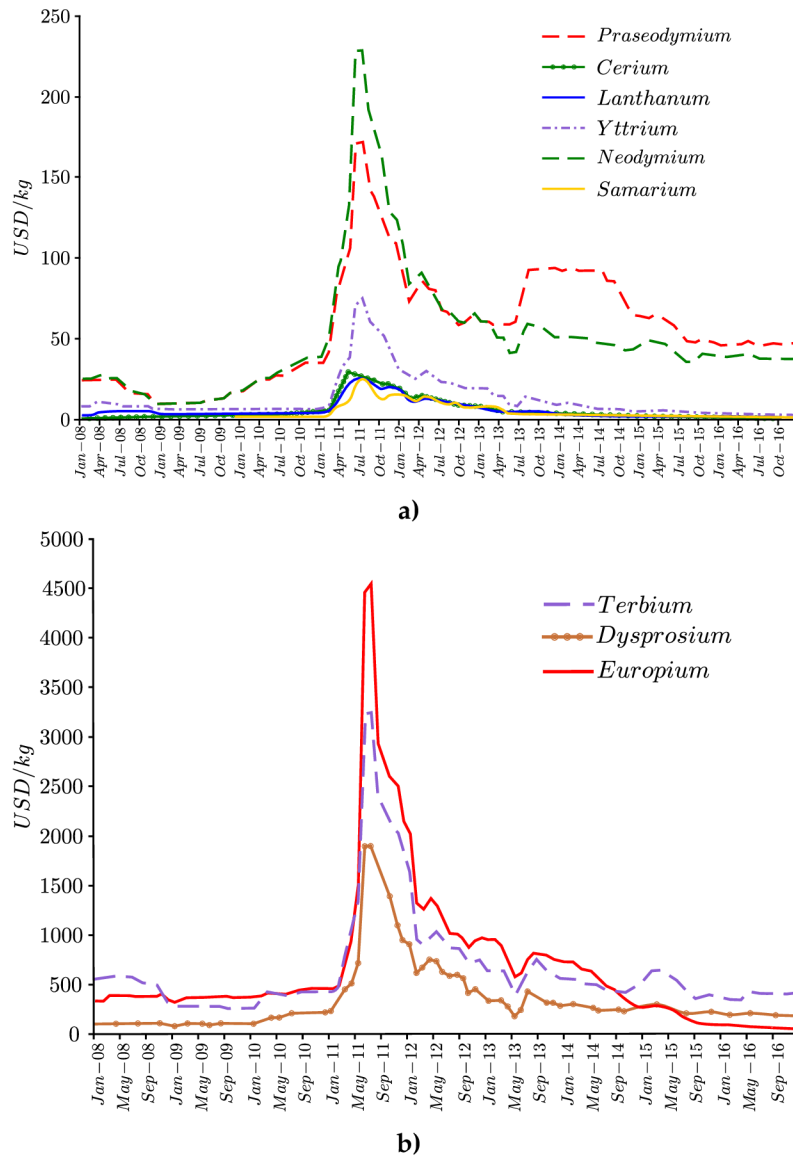 250
200
150
100
50
0
USD/kg
Praseodymium
Cerium
Lanthanum
Yttrium
Neodymium
Samarium
Jan-08
Apr-08
Jul-08
Oct-08
Jan-09
Apr-09
Jul-09
Oct-09
Jan-10
Apr-10
Jul-10
Oct-10
Jan-11
Apr-11
Jul-11
Oct-11
Jan-12
Apr-12
Jul-12
Oct-12
Jan-13
Apr-13
Jul-13
Oct-13
Jan-14
Apr-14
Jul-14
Oct-14
Jan-15
Apr-15
Jul-15
Oct-15
Jan-16
Apr-16
Jul-16
Oct-16
a)
5000
4500
4000
3500
3000
2500
2000
1500
1000
500
0
USD/kg
Terbium
Dysprosium
Europium
Jan-08
May-08
Sep-08
Jan-09
May-09
Sep-09
Jan-10
May-10
Sep-10
Jan-11
May-11
Sep-11
Jan-12
May-12
Sep-12
Jan-13
May-13
Sep-13
Jan-14
May-14
Sep-14
Jan-15
May-15
Sep-15
Jan-16
May-16
Sep-16
b)